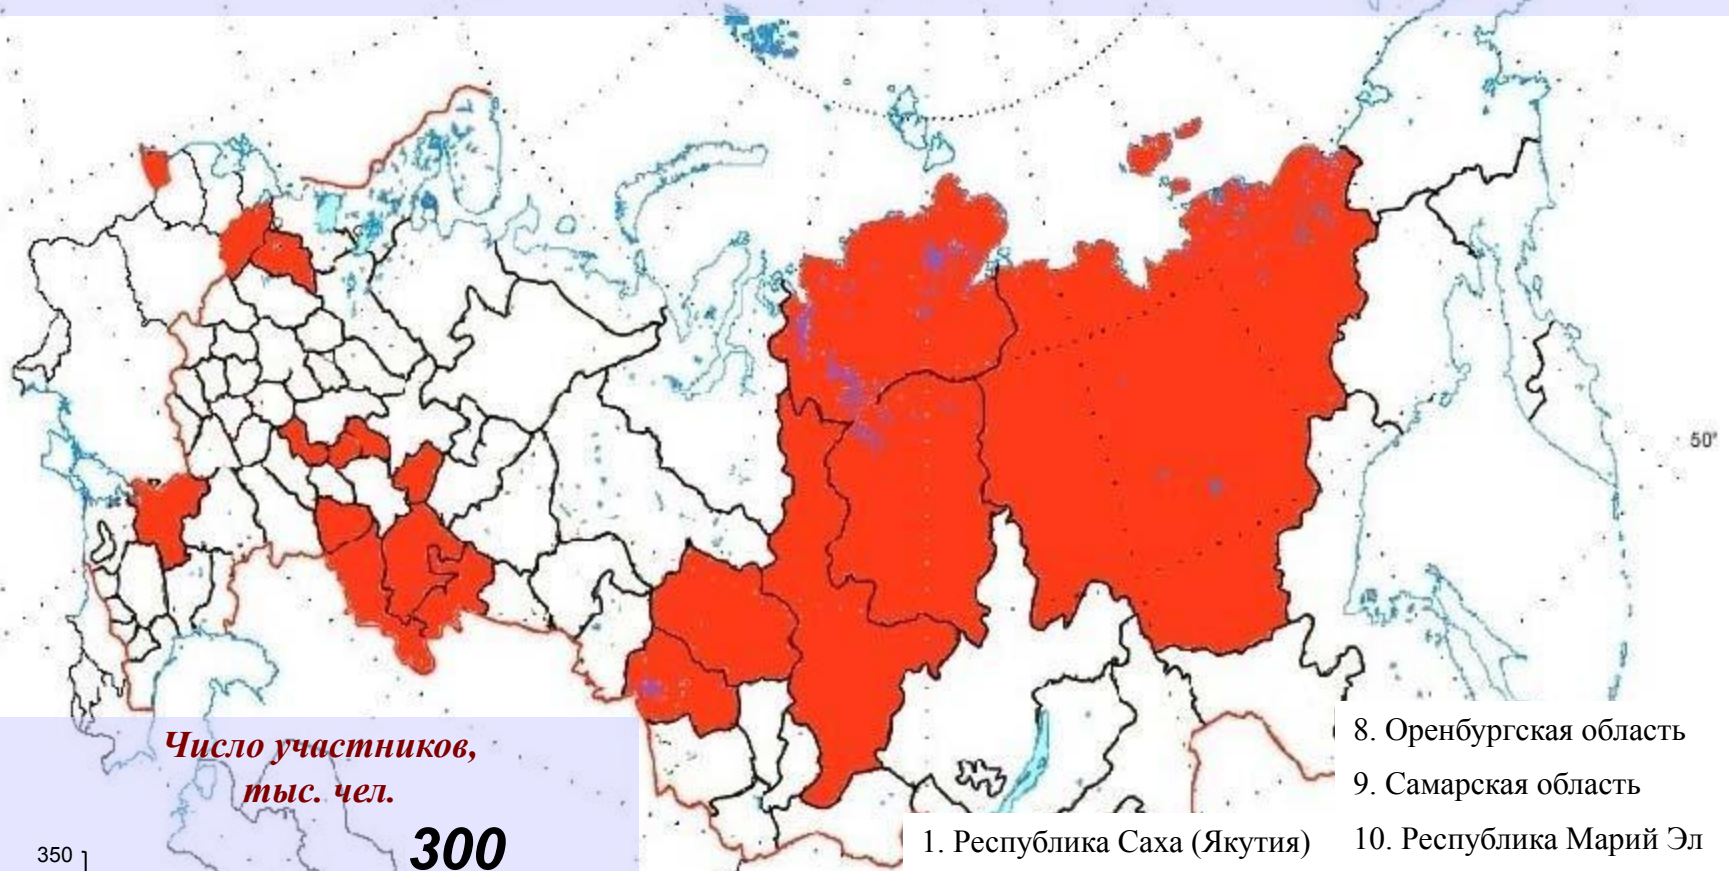 50°
Число участников,
тыс. чел.
300
350
1. Республика Саха (Якутия)
8. Оренбургская область
9. Самарская область
10. Республика Марий Эл